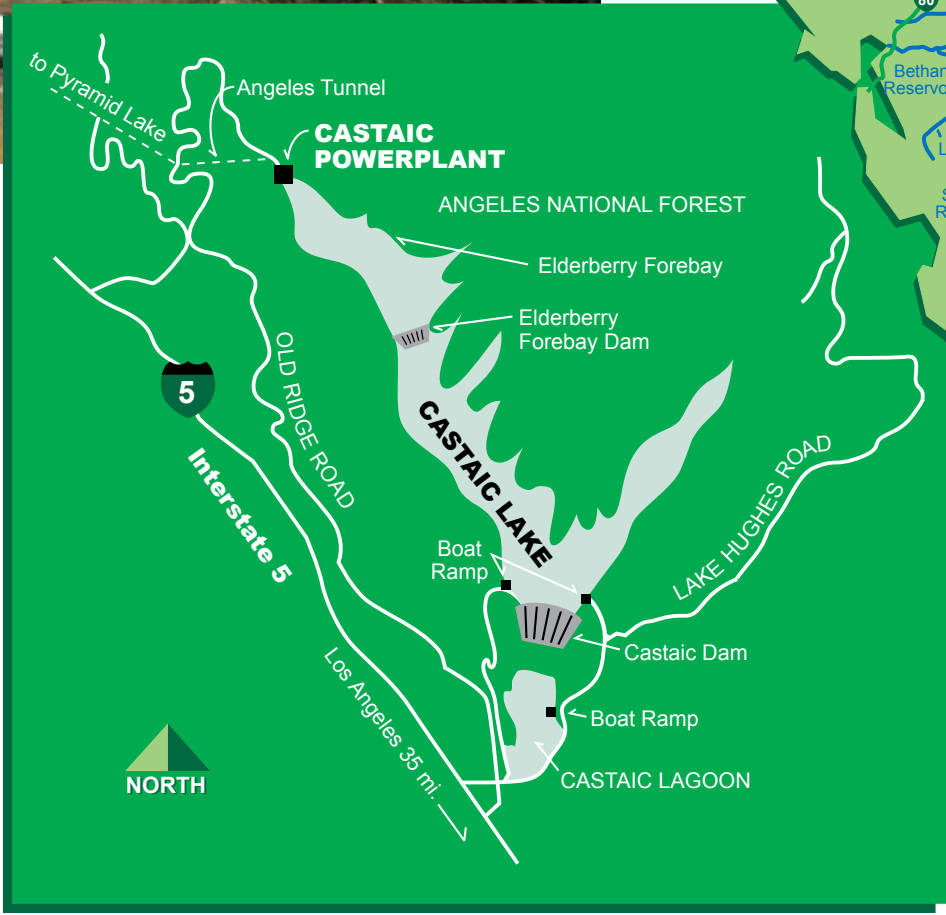 80
to Pyramid Lake
Angeles Tunnel
CASTAIC
POWERPLANT
ANGELES NATIONAL FOREST
Elderberry Forebay
Elderberry
Forebay Dam
5
Interstate 5
OLD RIDGE ROAD
CASTAIC LAKE
LAKE HUGHES ROAD
Boat
Ramp
Castaic Dam
Los Angeles 35 mi.
Boat Ramp
CASTAIC LAGOON
NORTH